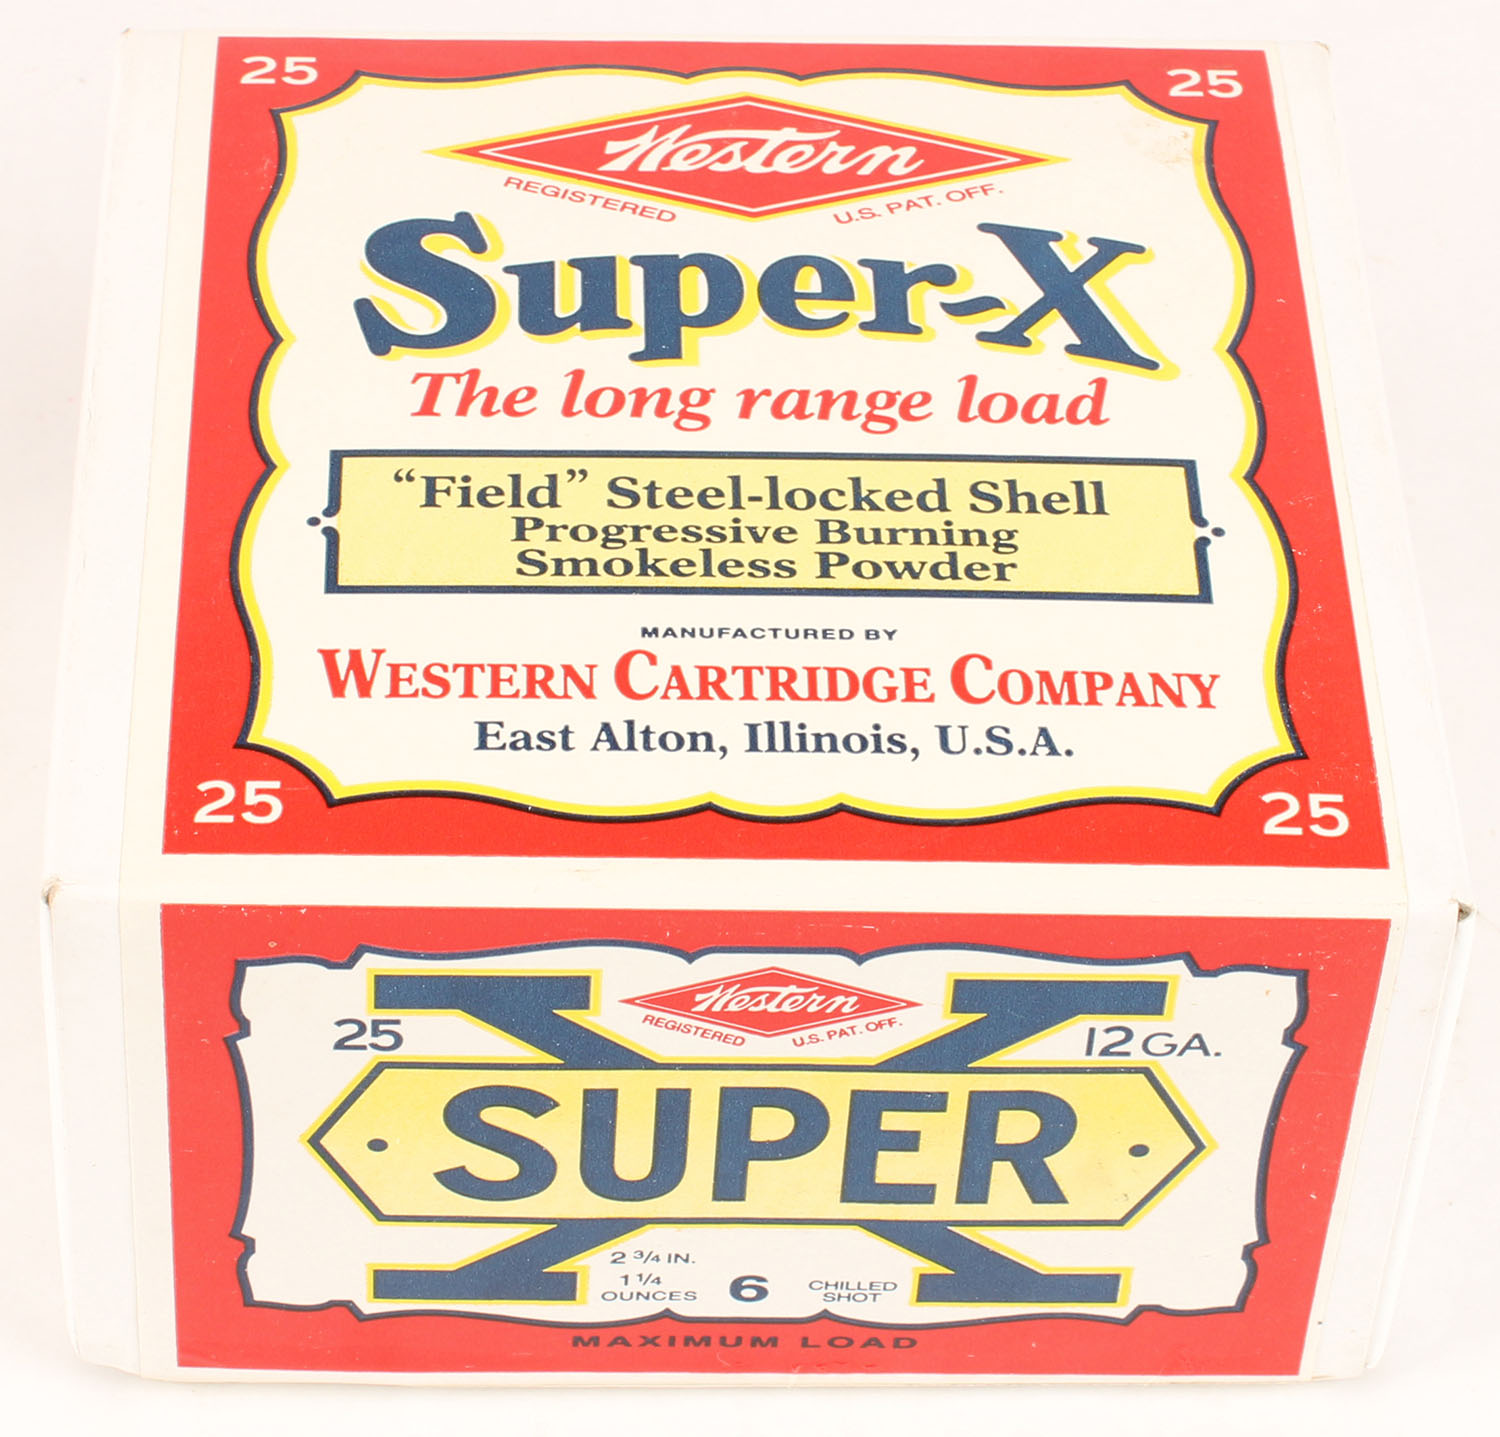 25
25
Western
REGISTERED
U.S. PAT. OFF.
Super-X
The long range load
"Field" Steel-locked Shell
Progressive Burning
Smokeless Powder
MANUFACTURED BY
WESTERN CARTRIDGE COMPANY
East Alton, Illinois, U.S.A.
25
25
Western
REGISTERED
U.S. PAT. OFF.
25
12 GA.
X
SUPER
2 3/4 IN.
1 1/4
OUNCES
6
CHILLED
SHOT
MAXIMUM LOAD